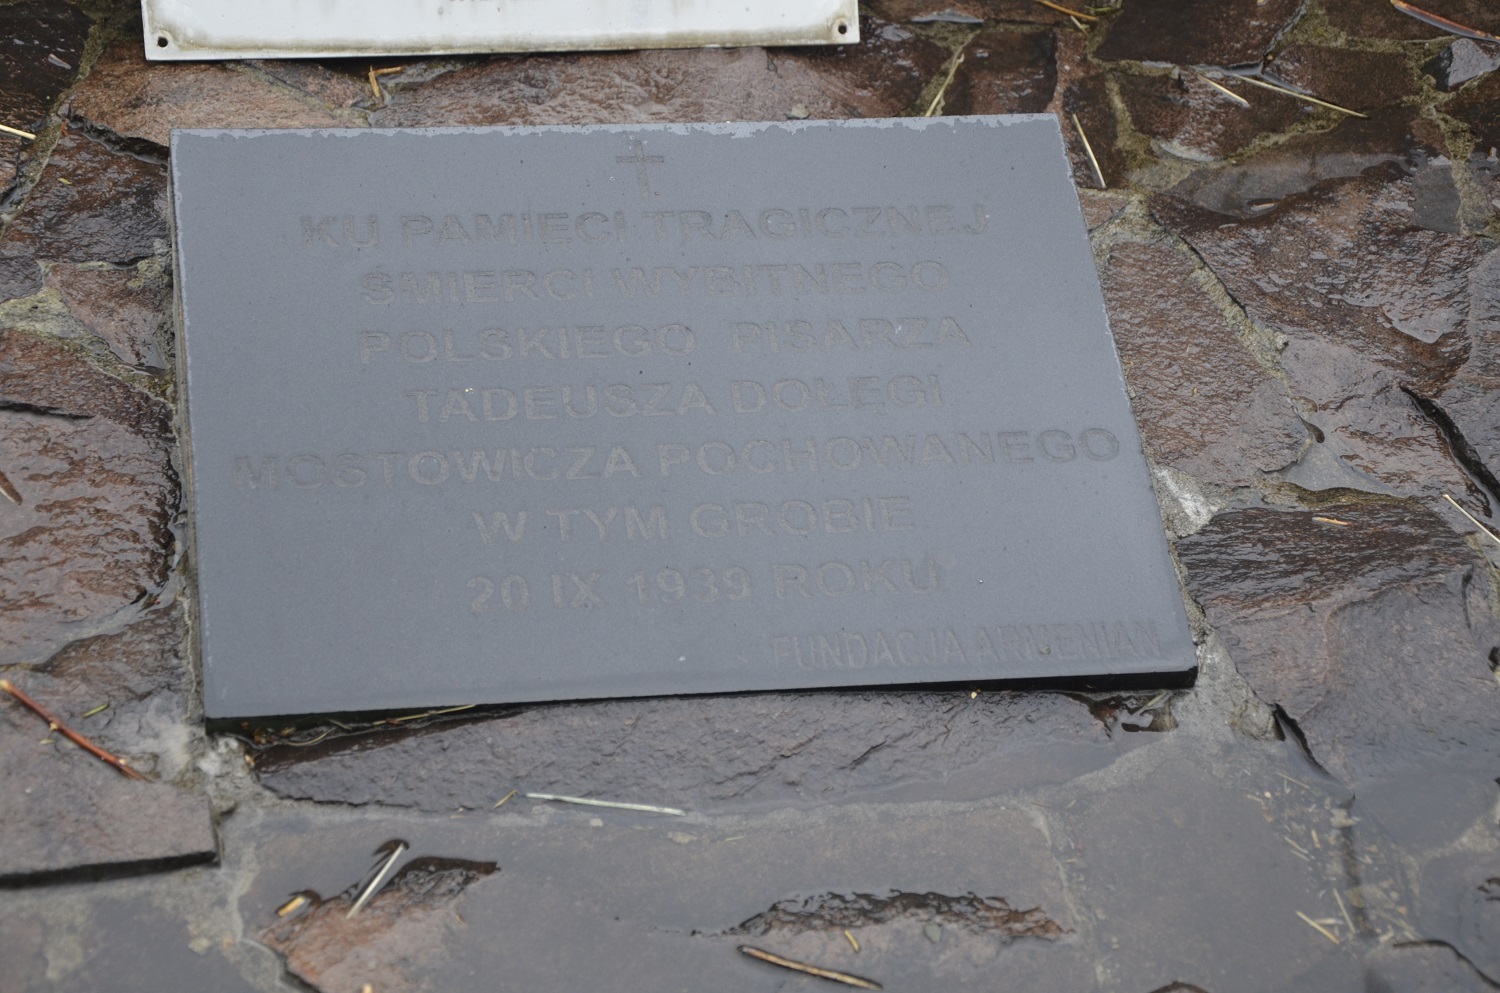 KU PAMIĘCI TRAGICZNEJ
ŚMIERCI WYBITNEGO
POLSKIEGO PISARZA
TADEUSZA DOŁĘGI
MOSTOWICZA POCHOWANEGO
W TYM GROBIE
20 IX 1939 ROKU
FUNDACJA ARMENIAN